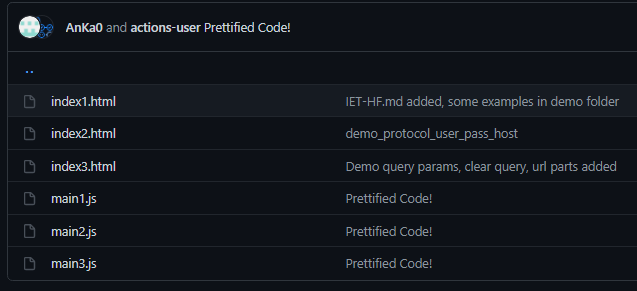 AnKa0 and actions-user Prettified Code!
..
index1.html IET-HF.md added, some examples in demo folder
index2.html demo_protocol_user_pass_host
index3.html Demo query params, clear query, url parts added
main1.js Prettified Code!
main2.js Prettified Code!
main3.js Prettified Code!